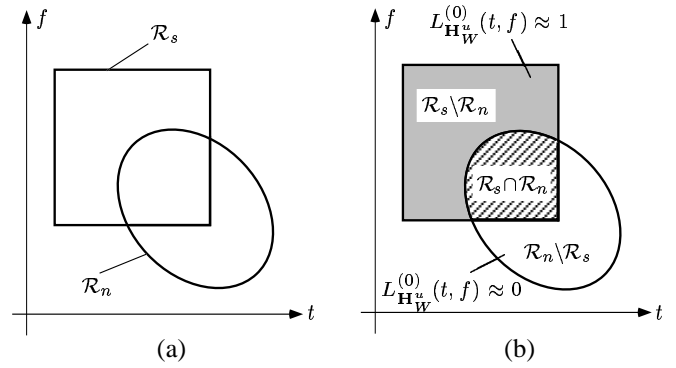 f
𝓡_s
𝓡_n
t
(a)
f
L^{(0)}_{𝐇^u_W}(t, f) ≈ 1
𝓡_s\𝓡_n
𝓡_s∩𝓡_n
𝓡_n\𝓡_s
L^{(0)}_{𝐇^u_W}(t, f) ≈ 0
t
(b)